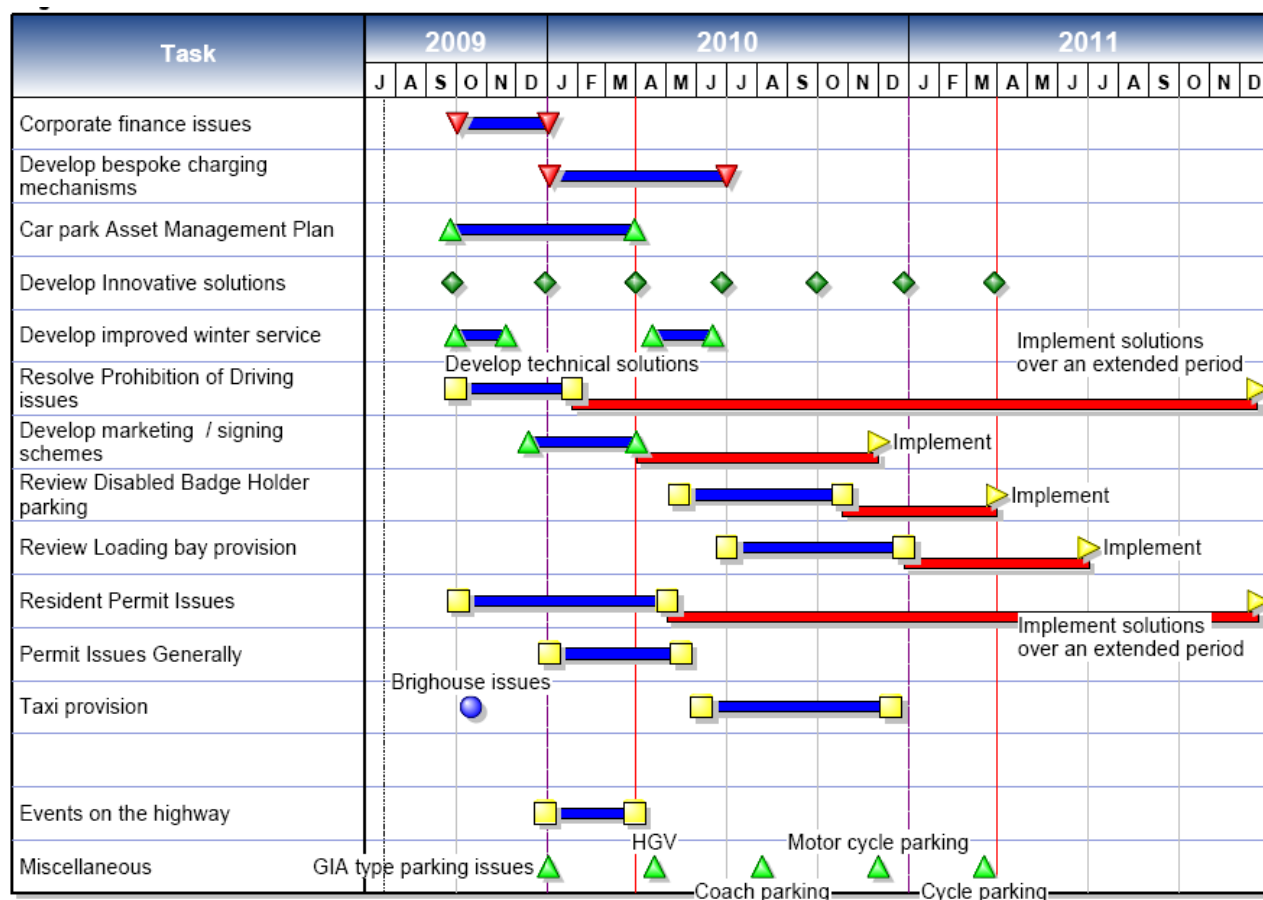 Task
2009 2010 2011
J A S O N D J F M A M J J A S O N D J F M A M J J A S O N D
Corporate finance issues
Develop bespoke charging
mechanisms
Car park Asset Management Plan
Develop Innovative solutions
Develop improved winter service
Implement solutions
over an extended period
Develop technical solutions
Resolve Prohibition of Driving
issues
Develop marketing / signing
schemes
Implement
Review Disabled Badge Holder
parking
Implement
Review Loading bay provision
Implement
Resident Permit Issues
Implement solutions
over an extended period
Permit Issues Generally
Brighouse issues
Taxi provision
Events on the highway
Miscellaneous
GIA type parking issues
HGV
Coach parking
Motor cycle parking
Cycle parking